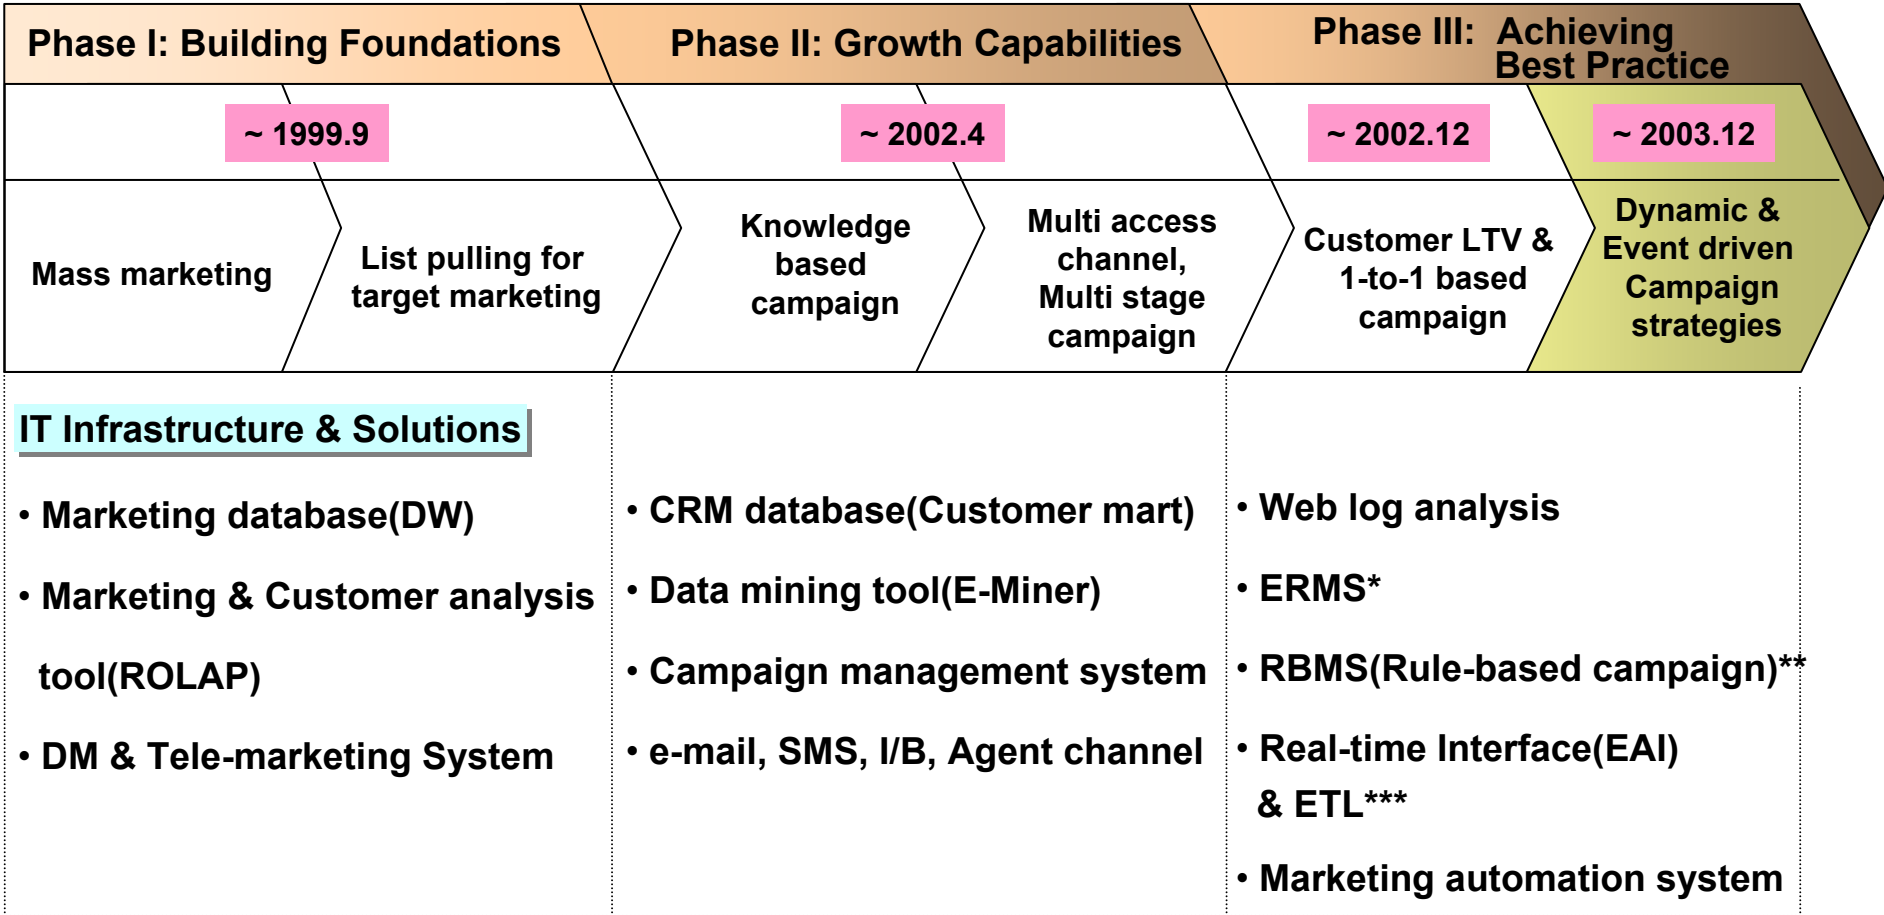 Phase I: Building Foundations
Phase II: Growth Capabilities
Phase III: Achieving
Best Practice
~ 1999.9
~ 2002.4
~ 2002.12
~ 2003.12
Mass marketing
List pulling for
target marketing
Knowledge
based
campaign
Multi access
channel,
Multi stage
campaign
Customer LTV &
1-to-1 based
campaign
Dynamic &
Event driven
Campaign
strategies
IT Infrastructure & Solutions
• Marketing database(DW)
• Marketing & Customer analysis
tool(ROLAP)
• DM & Tele-marketing System
• CRM database(Customer mart)
• Data mining tool(E-Miner)
• Campaign management system
• e-mail, SMS, I/B, Agent channel
• Web log analysis
• ERMS*
• RBMS(Rule-based campaign)**
• Real-time Interface(EAI)
& ETL***
• Marketing automation system